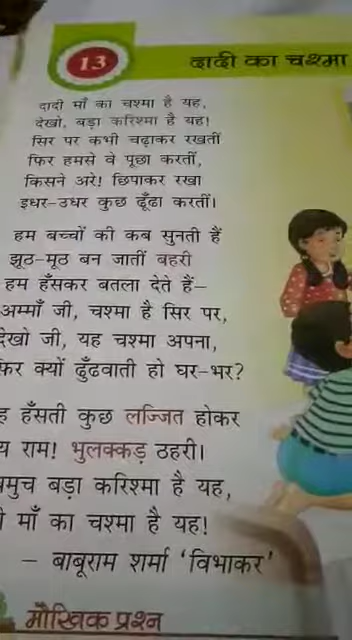 13
दादी का चश्मा
दादी माँ का चश्मा है यह,
देखो, बड़ा करिश्मा है यह!
सिर पर कभी चढ़ाकर रखतीं
फिर हमसे वे पूछा करतीं,
किसने अरे! छिपाकर रखा
इधर-उधर कुछ ढूँढा करतीं।
हम बच्चों की कब सुनती हैं
झूठ-मूठ बन जातीं बहरी
हम हँसकर बतला देते हैं-
अम्माँ जी, चश्मा है सिर पर,
देखो जी, यह चश्मा अपना,
फिर क्यों ढुँढवाती हो घर-भर?
हँसती कुछ लज्जित होकर
राम! भुलक्कड़ ठहरी।
बड़ा करिश्मा है यह,
माँ का चश्मा है यह!
- बाबूराम शर्मा 'विभाकर'
मौखिक प्रश्न